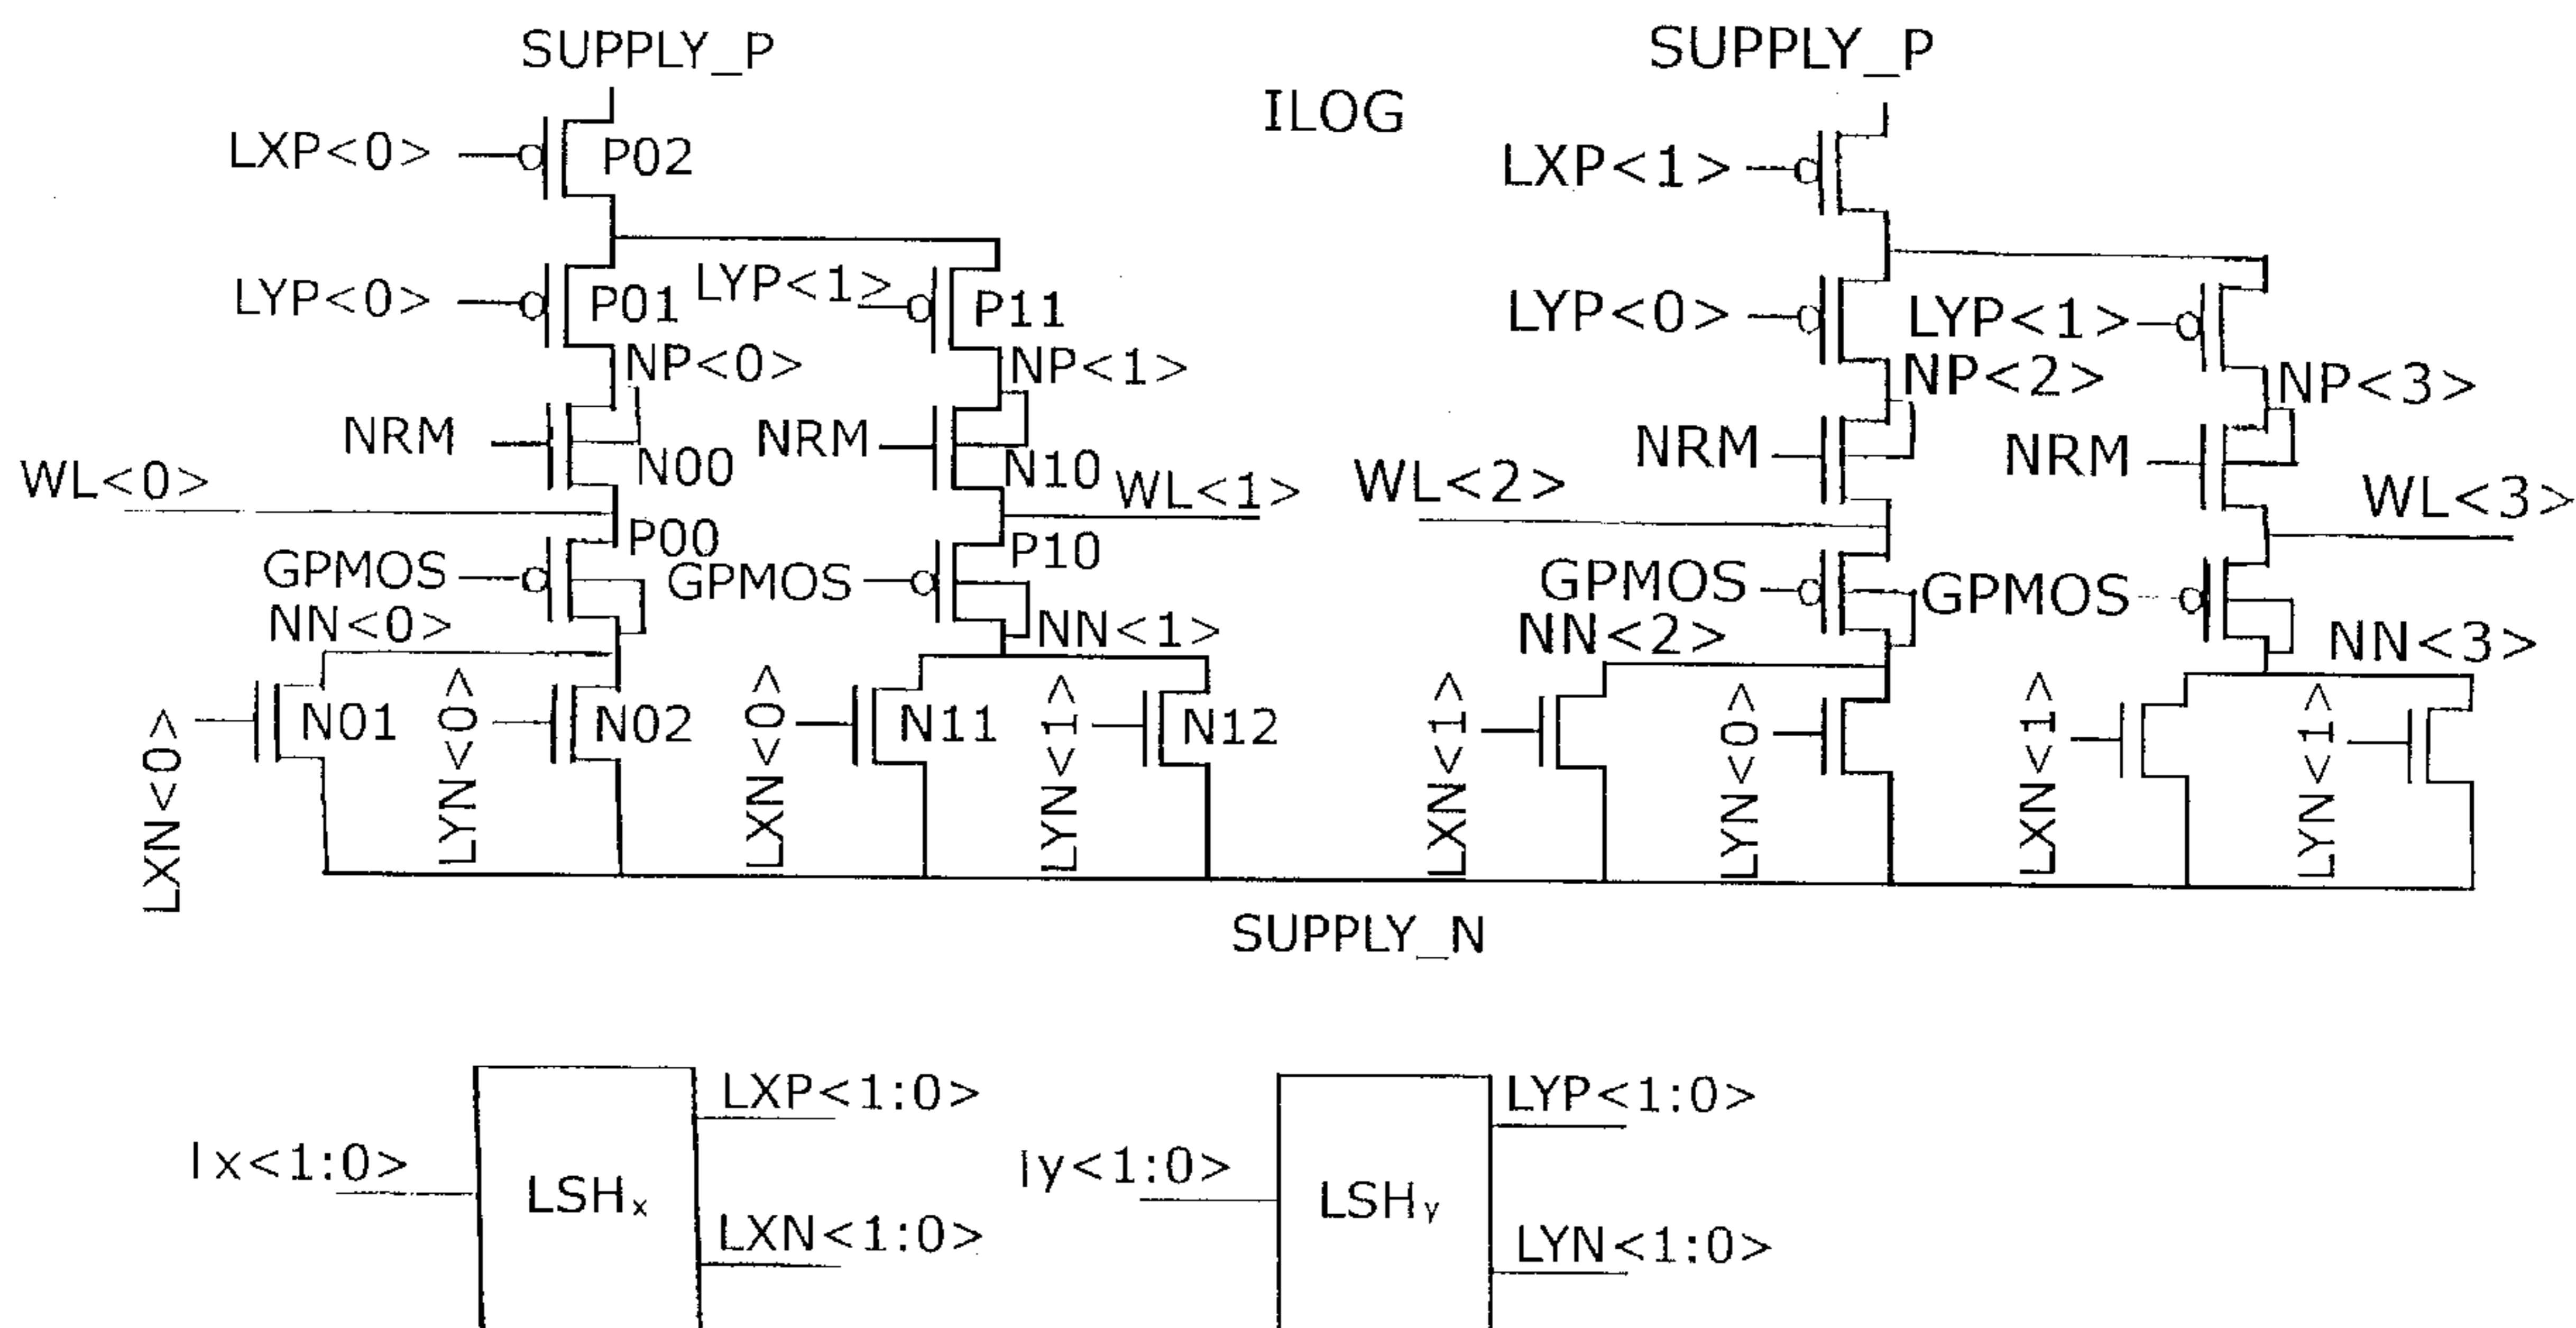 SUPPLY_P
SUPPLY_P
ILOG
LXP<0>
P02
LXP<1>
LYP<0>
P01
LYP<1>
P11
LYP<0>
LYP<1>
NP<0>
NP<1>
NP<2>
NP<3>
NRM
N00
NRM
N10
NRM
NRM
WL<0>
WL<1>
WL<2>
WL<3>
P00
P10
GPMOS
GPMOS
GPMOS
GPMOS
NN<0>
NN<1>
NN<2>
NN<3>
LXN<0>
N01
LYN<0>
N02
LXN<0>
N11
LYN<1>
N12
LXN<1>
LYN<0>
LXN<1>
LYN<1>
SUPPLY_N
Ix<1:0>
LSHx
LXP<1:0>
LXN<1:0>
Iy<1:0>
LSHy
LYP<1:0>
LYN<1:0>